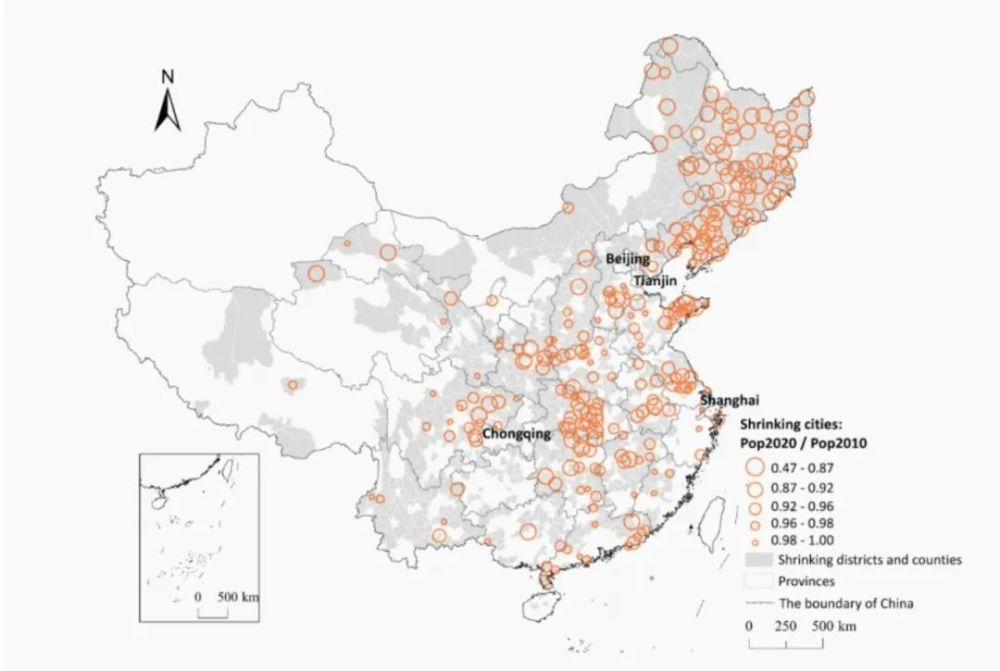 N
Beijing
Tianjin
Shanghai
Chongqing
Shrinking cities:
Pop2020 / Pop2010
0.47 - 0.87
0.87 - 0.92
0.92 - 0.96
0.96 - 0.98
0.98 - 1.00
Shrinking districts and counties
Provinces
The boundary of China
0 250 500 km
0 500 km